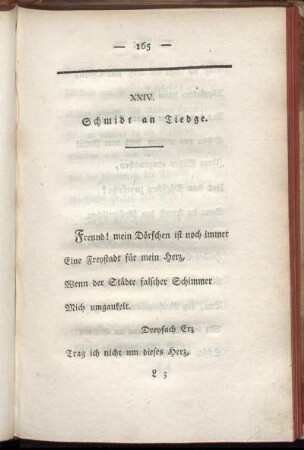 — 165 —
XXIV.
Schmidt an Tiedge.
Freund! mein Dörfchen ist noch immer
Eine Freystadt für mein Herz,
Wenn der Städte falscher Schimmer
Mich umgaukelt.
Dreyfach Erz
Trag ich nicht um dieses Herz,
L 3